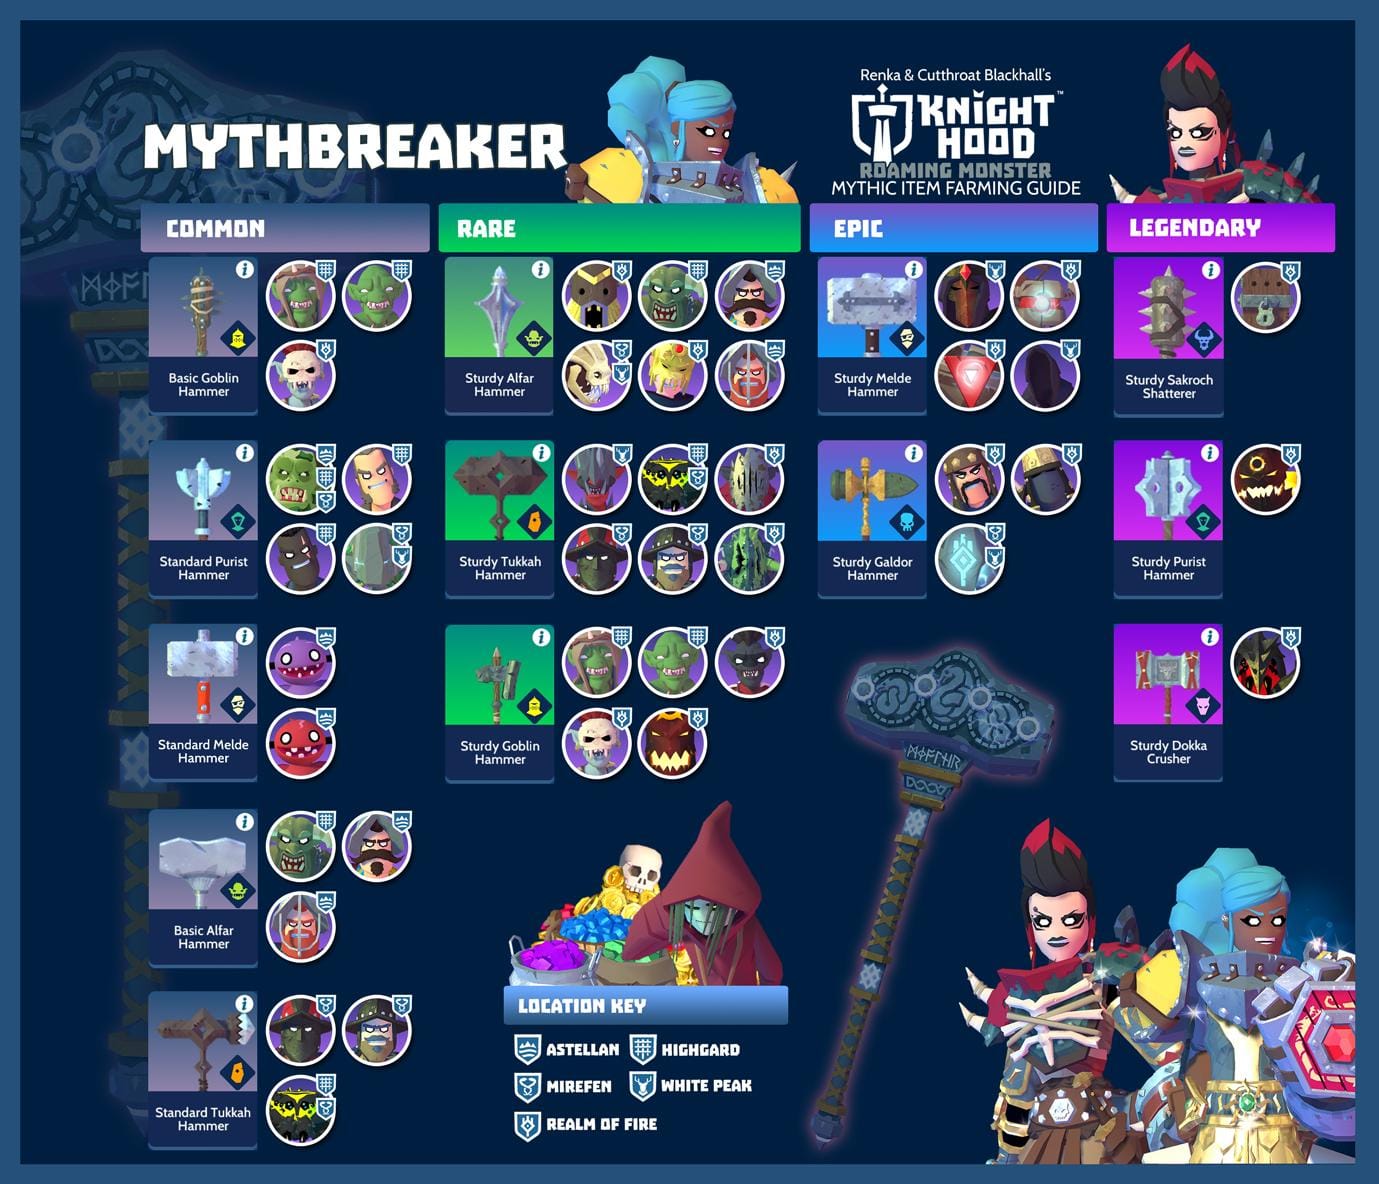 Renka & Cutthroat Blackhall's
KNIGHT
HOOD™
ROAMING MONSTER
MYTHIC ITEM FARMING GUIDE
MYTHBREAKER
COMMON
RARE
EPIC
LEGENDARY
Basic Goblin
Hammer
Sturdy Alfar
Hammer
Sturdy Melde
Hammer
Sturdy Sakroch
Shatterer
Standard Purist
Hammer
Sturdy Tukkah
Hammer
Sturdy Galdor
Hammer
Sturdy Purist
Hammer
Standard Melde
Hammer
Sturdy Goblin
Hammer
Sturdy Dokka
Crusher
Basic Alfar
Hammer
Standard Tukkah
Hammer
LOCATION KEY
ASTELLAN
HIGHGARD
MIREFEN
WHITE PEAK
REALM OF FIRE